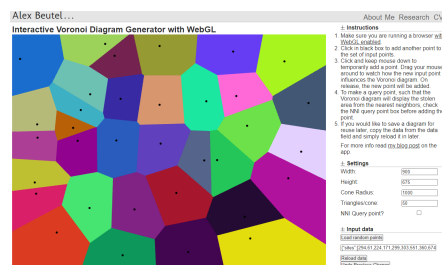 Alex Beutel...
About Me Research CV
Interactive Voronoi Diagram Generator with WebGL
± Instructions
1. Make sure you are running a browser with
WebGL enabled
2. Click in black box to add another point to
the set of input points.
3. Click and keep mouse down to
temporarily add a point. Drag your mouse
around to watch how the new input point
influences the Voronoi diagram. On
release, the new point will be added.
4. To make a query point, such that the
Voronoi diagram will display the stolen
area from the nearest neighbors, check
the NNI query point box before adding the
point.
5. If you would like to save a diagram for
reuse later, copy the data from the data
field and simply reload it later.
For more info read my blog post on the
app.
± Settings
Width: 900
Height: 675
Cone Radius: 1000
Triangles/cone 50
NNI Query point?
± Input data
Load random points
Reload data